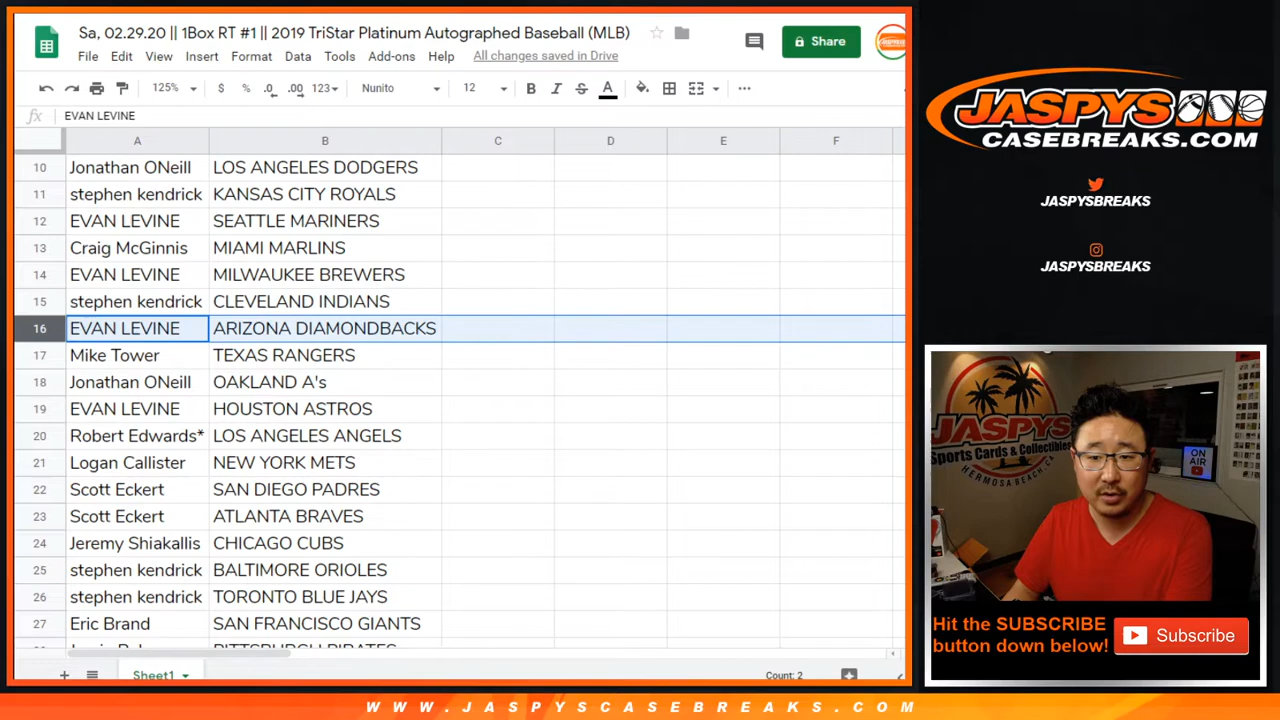 Sa, 02.29.20 || 1Box RT #1 || 2019 TriStar Platinum Autographed Baseball (MLB)
File Edit View Insert Format Data Tools Add-ons Help All changes saved in Drive
Share
125% $ % .0 .00 123 Nunito 12 B I S A
fx EVAN LEVINE
A B C D E F
10 Jonathan ONeill LOS ANGELES DODGERS
11 stephen kendrick KANSAS CITY ROYALS
12 EVAN LEVINE SEATTLE MARINERS
13 Craig McGinnis MIAMI MARLINS
14 EVAN LEVINE MILWAUKEE BREWERS
15 stephen kendrick CLEVELAND INDIANS
16 EVAN LEVINE ARIZONA DIAMONDBACKS
17 Mike Tower TEXAS RANGERS
18 Jonathan ONeill OAKLAND A's
19 EVAN LEVINE HOUSTON ASTROS
20 Robert Edwards* LOS ANGELES ANGELS
21 Logan Callister NEW YORK METS
22 Scott Eckert SAN DIEGO PADRES
23 Scott Eckert ATLANTA BRAVES
24 Jeremy Shiakallis CHICAGO CUBS
25 stephen kendrick BALTIMORE ORIOLES
26 stephen kendrick TORONTO BLUE JAYS
27 Eric Brand SAN FRANCISCO GIANTS
PITTSBURGH PIRATES
Sheet1
Count: 2
JASPYS
CASEBREAKS.COM
JASPYSBREAKS
JASPYSBREAKS
JASPYS
Sports Cards & Collectibles
HERMOSA BEACH, CA
ON AIR
Hit the SUBSCRIBE
button down below!
Subscribe
WWW.JASPYSCASEBREAKS.COM